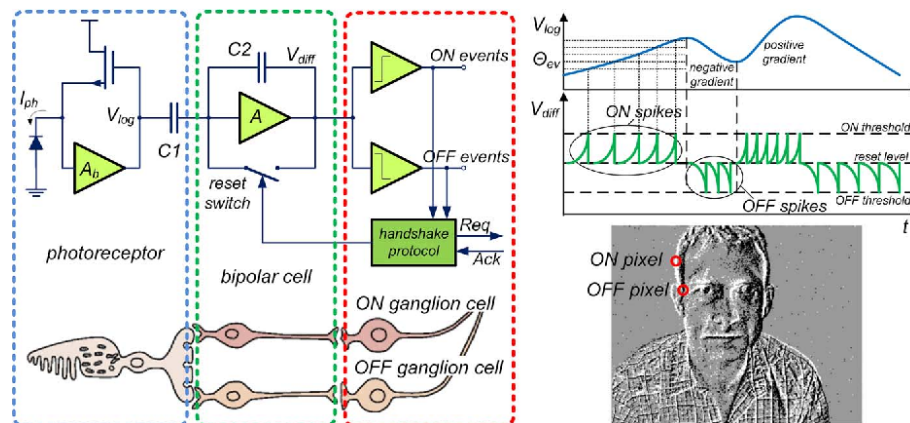 I_ph
V_log
A_b
C1
photoreceptor
C2
V_diff
A
reset
switch
bipolar cell
ON events
OFF events
handshake
protocol
Req
Ack
ON ganglion cell
OFF ganglion cell
V_log
Θ_ev
negative
gradient
positive
gradient
V_diff
ON spikes
ON threshold
reset level
OFF threshold
OFF spikes
t
ON pixel
OFF pixel